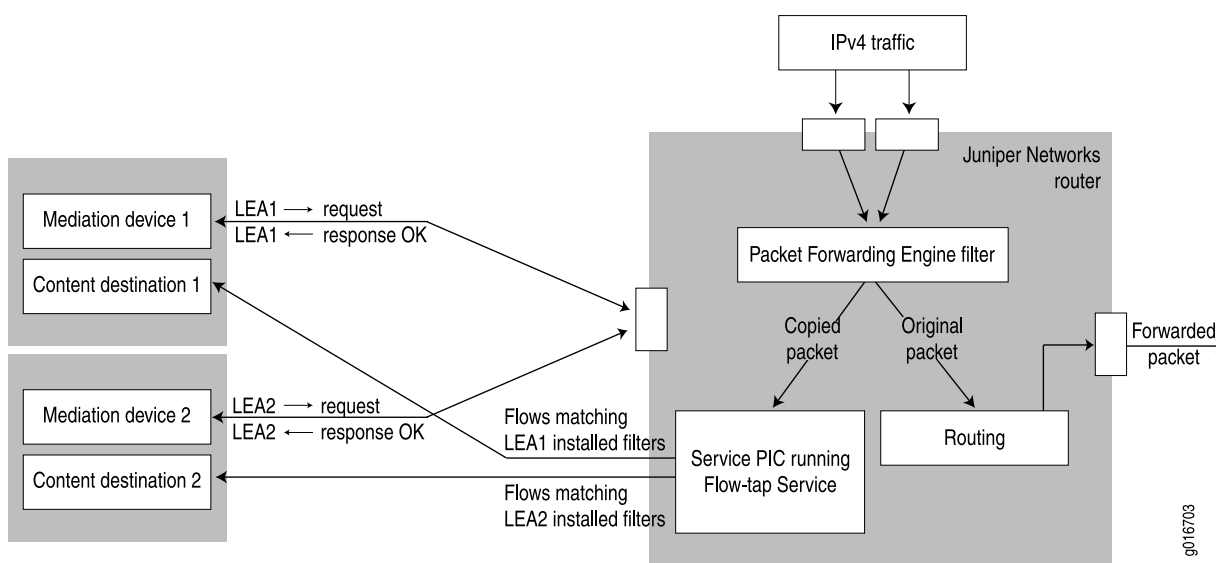 IPv4 traffic
Juniper Networks
router
Mediation device 1
LEA1 → request
LEA1 ← response OK
Content destination 1
Packet Forwarding Engine filter
Copied
packet
Original
packet
Forwarded
packet
Mediation device 2
LEA2 → request
LEA2 ← response OK
Content destination 2
Flows matching
LEA1 installed filters
Flows matching
LEA2 installed filters
Service PIC running
Flow-tap Service
Routing
g016703